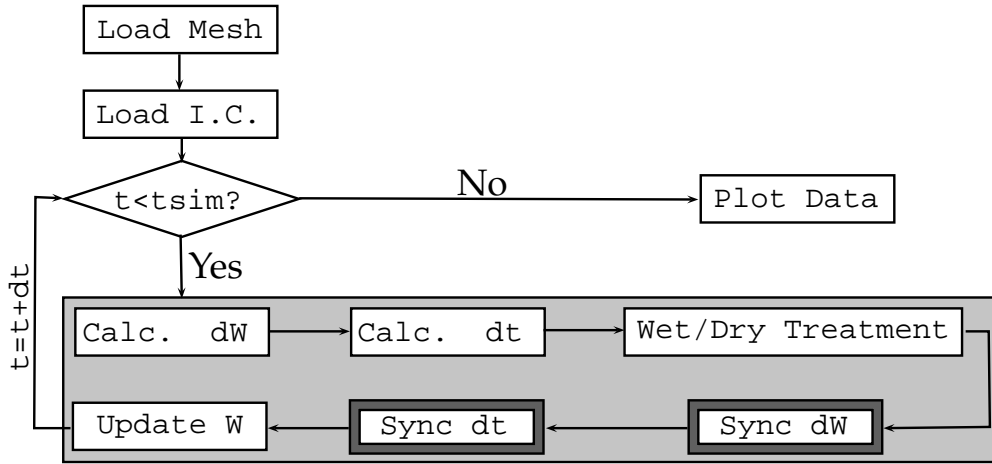 Load Mesh
Load I.C.
t<tsim?
No
Plot Data
Yes
t=t+dt
Calc. dW
Calc. dt
Wet/Dry Treatment
Update W
Sync dt
Sync dW